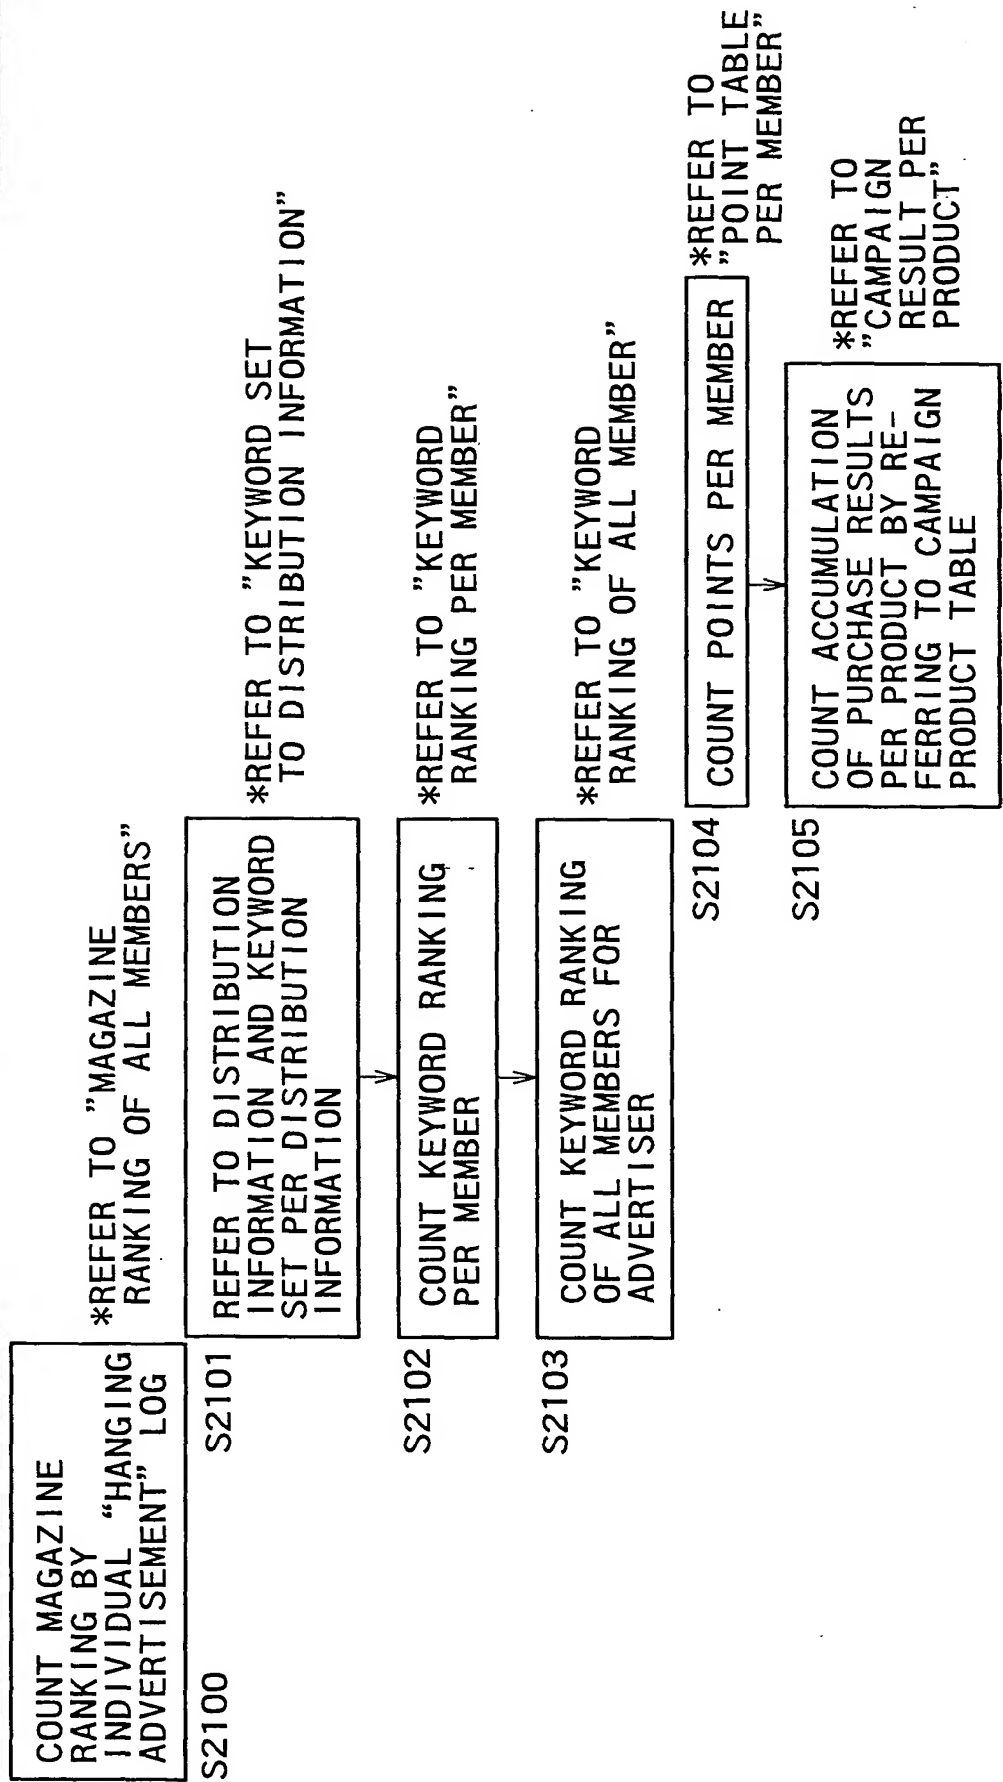 COUNT MAGAZINE
RANKING BY
INDIVIDUAL “HANGING
ADVERTISEMENT” LOG
S2100
*REFER TO ”MAGAZINE
RANKING OF ALL MEMBERS”
S2101
REFER TO DISTRIBUTION
INFORMATION AND KEYWORD
SET PER DISTRIBUTION
INFORMATION
*REFER TO ”KEYWORD SET
TO DISTRIBUTION INFORMATION”
S2102
COUNT KEYWORD RANKING
PER MEMBER
*REFER TO ”KEYWORD
RANKING PER MEMBER”
S2103
COUNT KEYWORD RANKING
OF ALL MEMBERS FOR
ADVERTISER
*REFER TO ”KEYWORD
RANKING OF ALL MEMBER”
S2104
COUNT POINTS PER MEMBER
*REFER TO
”POINT TABLE
PER MEMBER”
S2105
COUNT ACCUMULATION
OF PURCHASE RESULTS
PER PRODUCT BY RE-
FERRING TO CAMPAIGN
PRODUCT TABLE
*REFER TO
”CAMPAIGN
RESULT PER
PRODUCT”